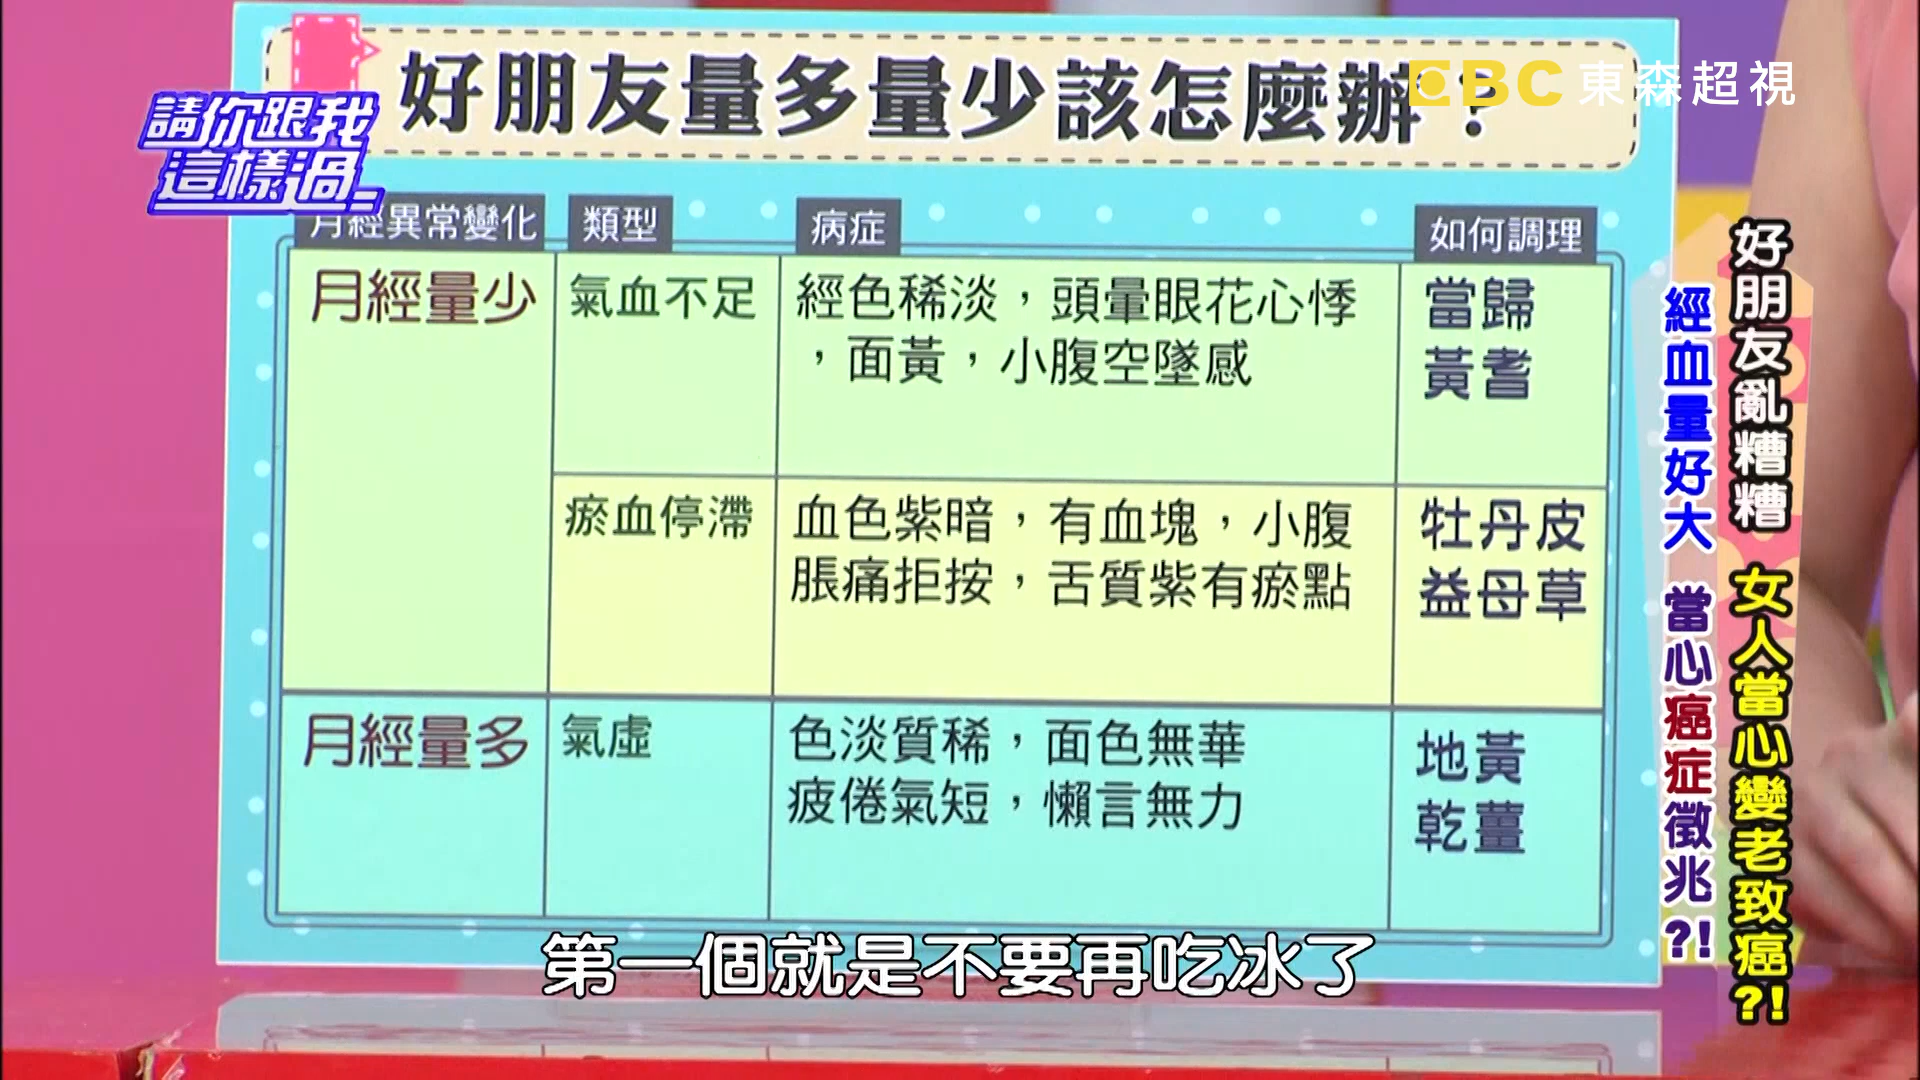 好朋友量多量少該怎麼辦?
EBC 東森超視
請你跟我
這樣過
月經異常變化
類型
病症
如何調理
月經量少
氣血不足
經色稀淡，頭暈眼花心悸
，面黃，小腹空墜感
當歸
黃耆
瘀血停滯
血色紫暗，有血塊，小腹
脹痛拒按，舌質紫有瘀點
牡丹皮
益母草
月經量多
氣虛
色淡質稀，面色無華
疲倦氣短，懶言無力
地黃
乾薑
好朋友亂糟糟 女人當心變老致癌?!
經血量好大 當心癌症徵兆?!
第一個就是不要再吃冰了